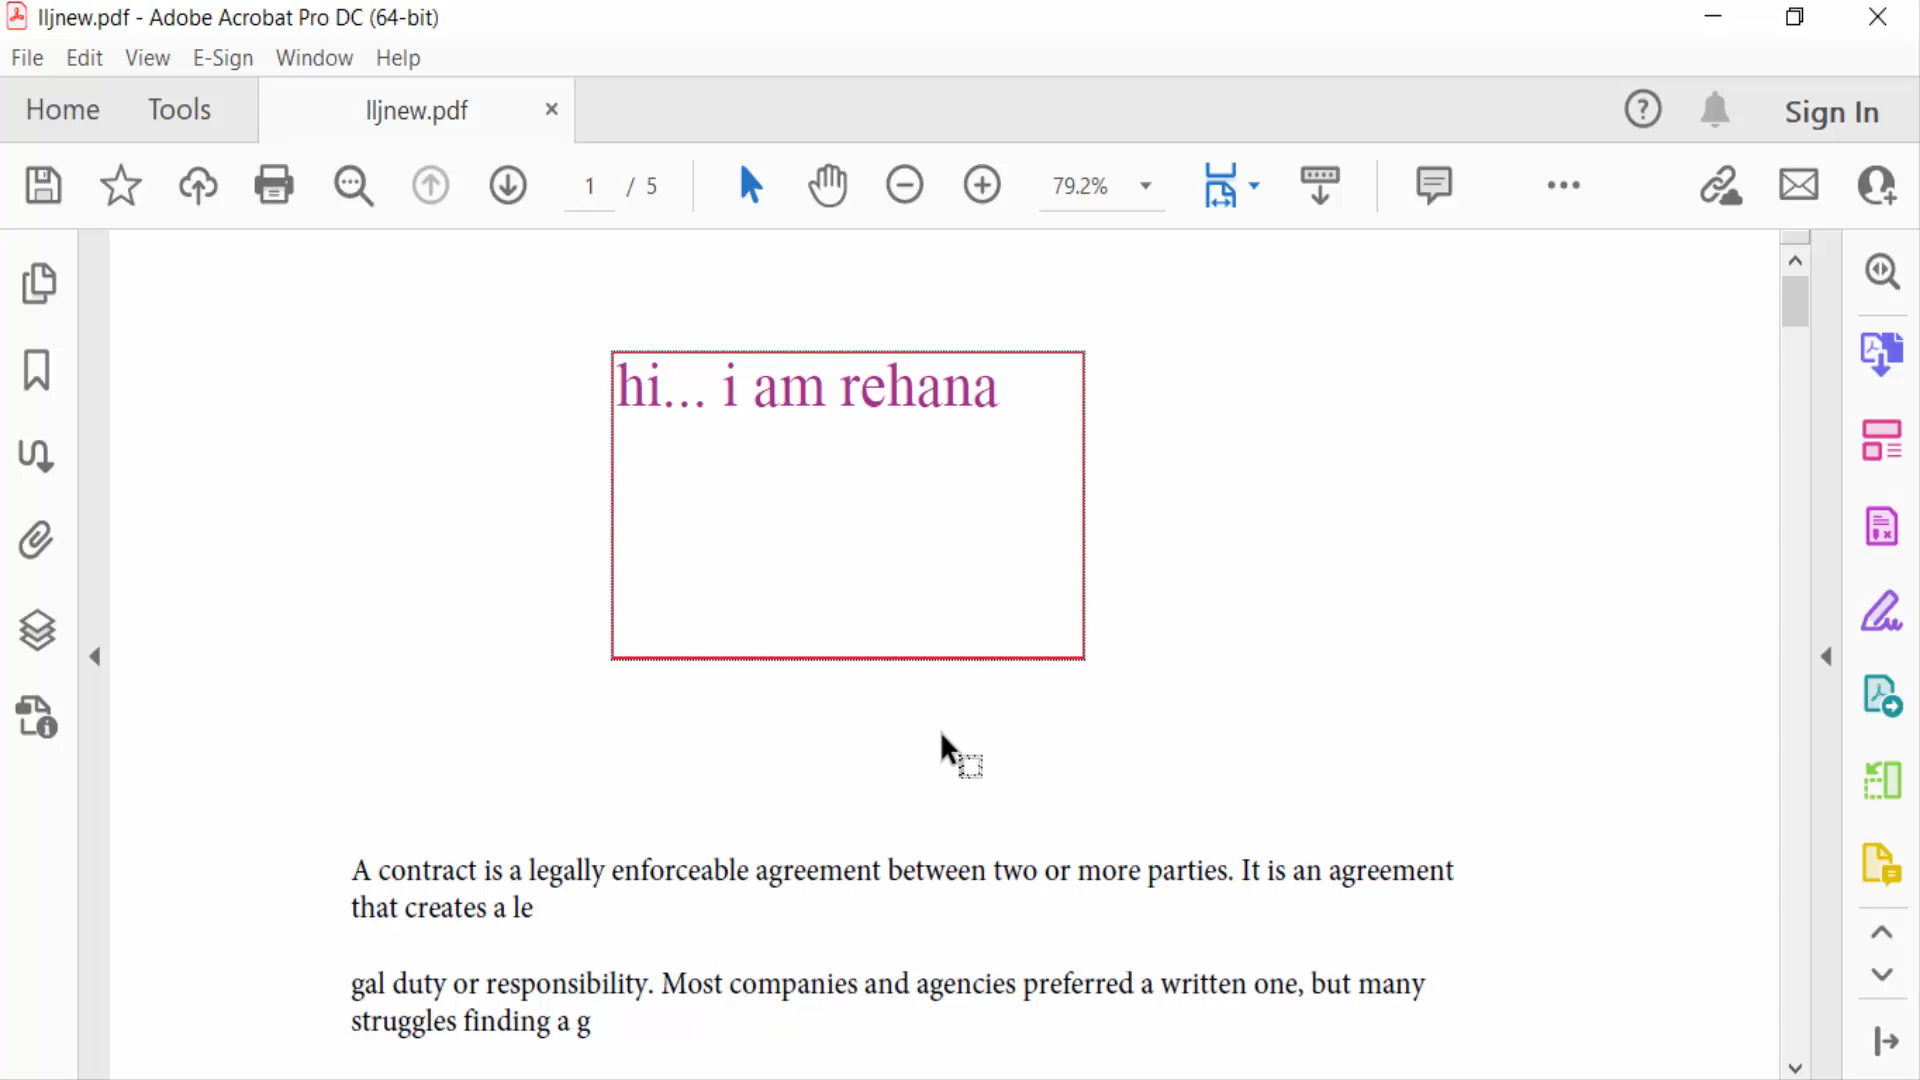 lljnew.pdf - Adobe Acrobat Pro DC (64-bit)
File Edit View E-Sign Window Help
Home Tools lljnew.pdf × Sign In
1 / 5 79.2%
hi... i am rehana
A contract is a legally enforceable agreement between two or more parties. It is an agreement
that creates a le
gal duty or responsibility. Most companies and agencies preferred a written one, but many
struggles finding a g